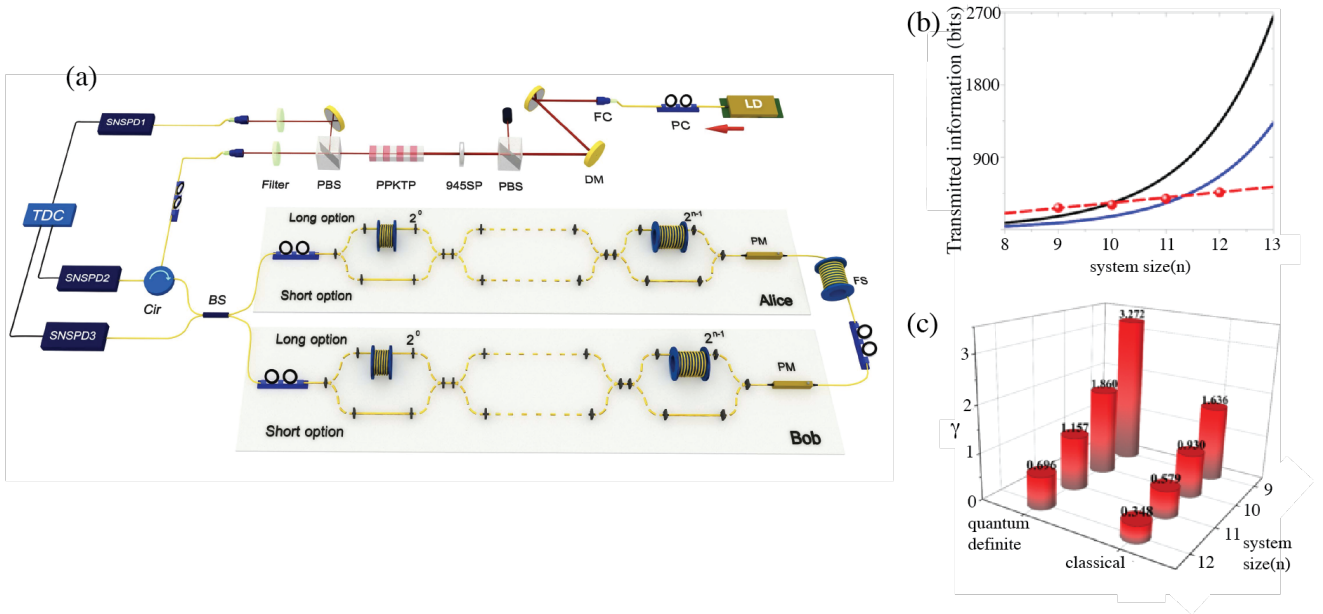 (a)
SNSPD1
TDC
SNSPD2
SNSPD3
Cir
BS
Filter
PBS
PPKTP
945SP
PBS
DM
FC
PC
LD
Long option
2⁰
2ⁿ⁻¹
PM
Short option
Alice
FS
Long option
2⁰
2ⁿ⁻¹
PM
Short option
Bob
(b)
Transmitted information (bits)
2700
1800
900
8 9 10 11 12 13
system size(n)
(c)
γ
3
2
1
0
3.272
1.860
1.157
0.696
1.636
0.930
0.579
0.348
quantum
definite
classical
9
10
11
12
system
size(n)